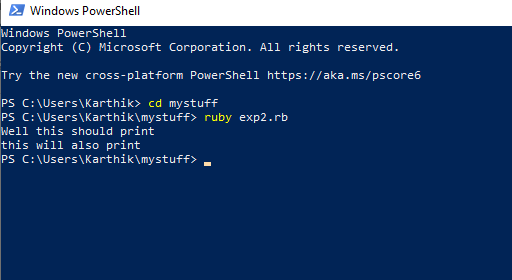 Windows PowerShell
Windows PowerShell
Copyright (C) Microsoft Corporation. All rights reserved.
Try the new cross-platform PowerShell https://aka.ms/pscore6
PS C:\Users\Karthik> cd mystuff
PS C:\Users\Karthik\mystuff> ruby exp2.rb
Well this should print
this will also print
PS C:\Users\Karthik\mystuff>